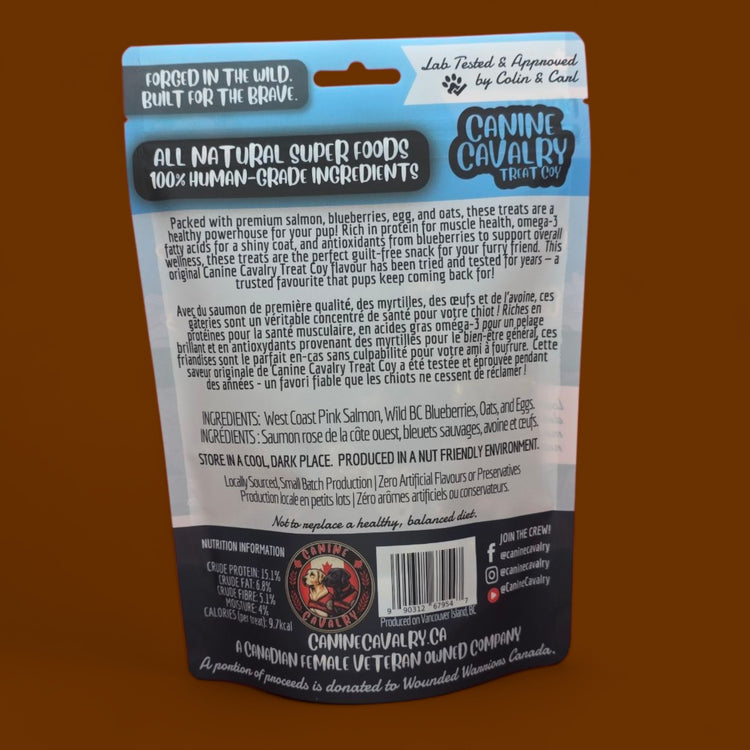 FORGED IN THE WILD.
BUILT FOR THE BRAVE.
Lab Tested & Approved
by Colin & Carl
CANINE
CAVALRY
TREAT COY
ALL NATURAL SUPER FOODS
100% HUMAN-GRADE INGREDIENTS
Packed with premium salmon, blueberries, egg, and oats, these treats are a
healthy powerhouse for your pup! Rich in protein for muscle health, omega-3
fatty acids for a shiny coat, and antioxidants from blueberries to support overall
wellness, these treats are the perfect guilt-free snack for your furry friend. This
original Canine Cavalry Treat Coy flavour has been tried and tested for years – a
trusted favourite that pups keep coming back for!
Avec du saumon de première qualité, des myrtilles, des œufs et de l'avoine, ces
gâteries sont un véritable concentré de santé pour votre chiot ! Riches en
protéines pour la santé musculaire, en acides gras oméga-3 pour un pelage
brillant et en antioxydants provenant des myrtilles pour le bien-être général, ces
friandises sont le parfait en-cas sans culpabilité pour votre ami à fourrure. Cette
saveur originale de Canine Cavalry Treat Coy a été testée et éprouvée pendant
des années - un favori fiable que les chiots ne cessent de réclamer !
INGREDIENTS: West Coast Pink Salmon, Wild BC Blueberries, Oats, and Eggs.
INGRÉDIENTS : Saumon rose de la côte ouest, bleuets sauvages, avoine et œufs.
STORE IN A COOL, DARK PLACE. PRODUCED IN A NUT FRIENDLY ENVIRONMENT.
Locally Sourced, Small Batch Production | Zero Artificial Flavours or Preservatives
Production locale en petits lots | Zéro arômes artificiels ou conservateurs.
Not to replace a healthy, balanced diet.
NUTRITION INFORMATION
CRUDE PROTEIN: 15.1%
CRUDE FAT: 6.8%
CRUDE FIBRE: 5.1%
MOISTURE: 4%
CALORIES (per treat): 9.7kcal
CANINE
CAVALRY
9 90312 67954 7
Produced on Vancouver Island, BC
JOIN THE CREW!
@caninecavalry
@caninecavalry
@CanineCavalry
CANINECAVALRY.CA
A CANADIAN FEMALE VETERAN OWNED COMPANY
A portion of proceeds is donated to Wounded Warriors Canada.